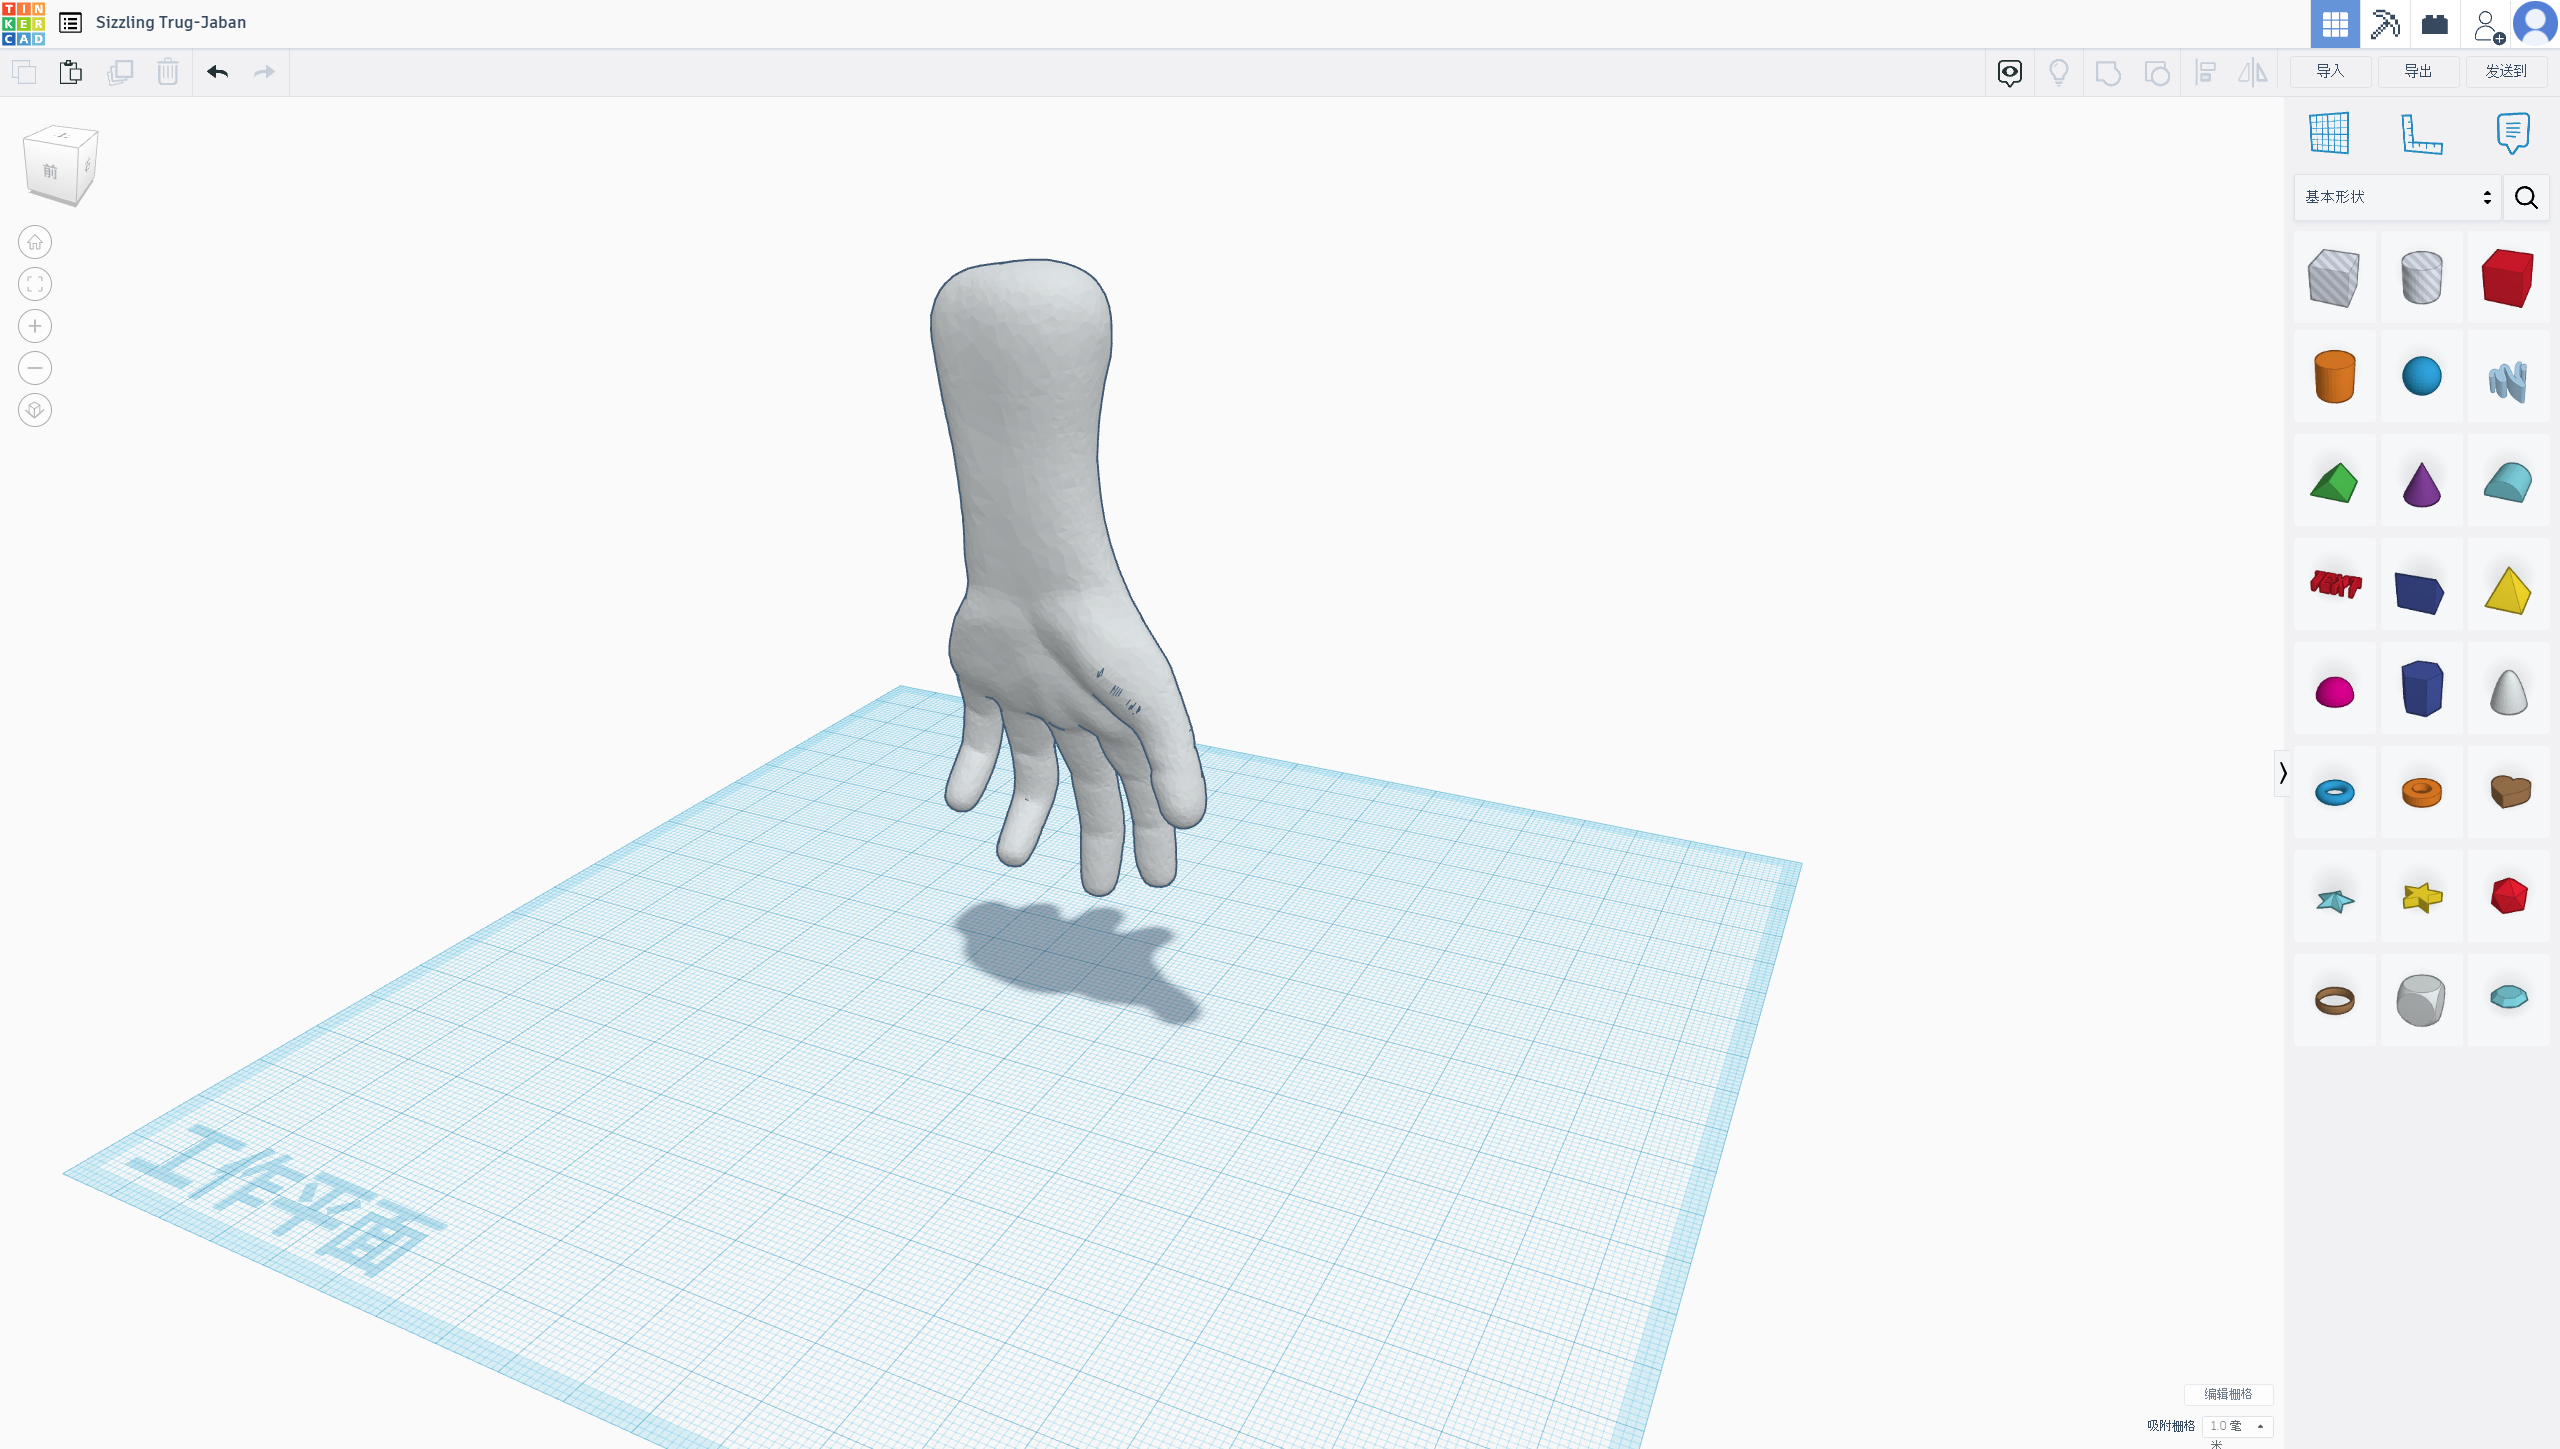 TIN
KER
CAD
Sizzling Trug-Jaban
导入
导出
发送到
上
前
基本形状
TEXT
工作平面
编辑栅格
吸附栅格
1.0 毫
米